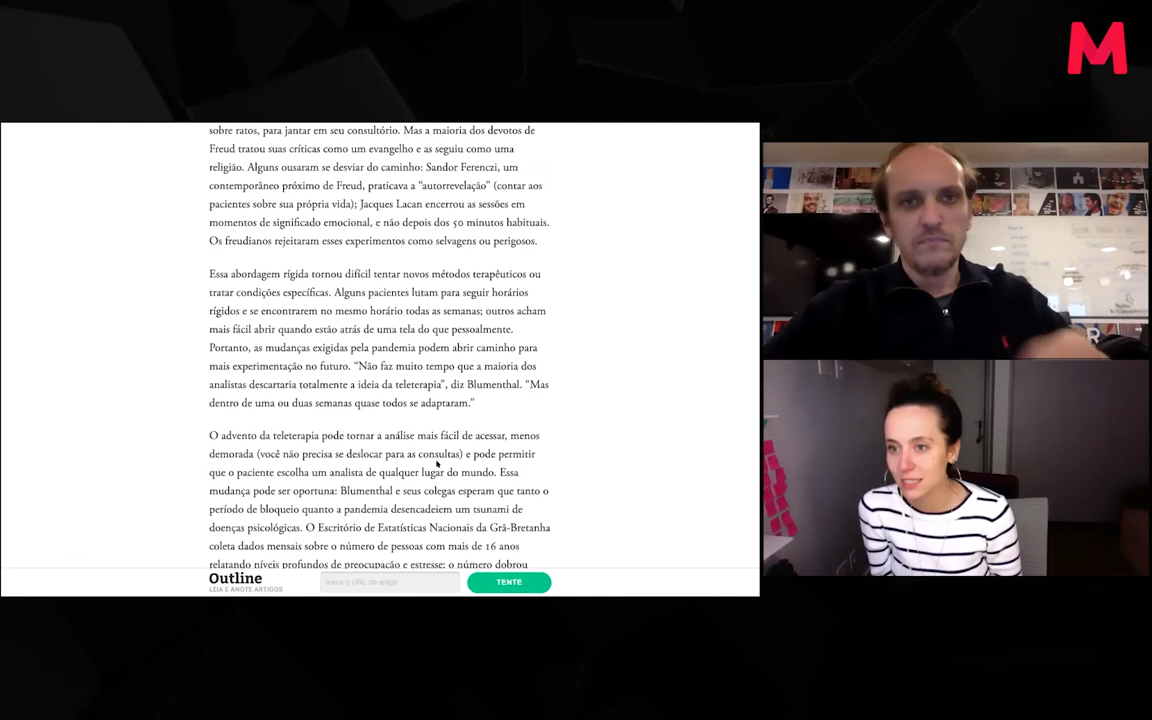 M
sobre ratos, para jantar em seu consultório. Mas a maioria dos devotos de
Freud tratou suas críticas como um evangelho e as seguiu como uma
religião. Alguns ousaram se desviar do caminho: Sandor Ferenczi, um
contemporâneo próximo de Freud, praticava a “autorrevelação” (contar aos
pacientes sobre sua própria vida); Jacques Lacan encerrou as sessões em
momentos de significado emocional, e não depois dos 50 minutos habituais.
Os freudianos rejeitaram esses experimentos como selvagens ou perigosos.
Essa abordagem rígida tornou difícil tentar novos métodos terapêuticos ou
tratar condições específicas. Alguns pacientes lutam para seguir horários
rígidos e se encontrarem no mesmo horário todas as semanas; outros acham
mais fácil abrir quando estão atrás de uma tela do que pessoalmente.
Portanto, as mudanças exigidas pela pandemia podem abrir caminho para
mais experimentação no futuro. “Não faz muito tempo que a maioria dos
analistas descartaria totalmente a ideia da teleterapia”, diz Blumenthal. “Mas
dentro de uma ou duas semanas quase todos se adaptaram.”
O advento da teleterapia pode tornar a análise mais fácil de acessar, menos
demorada (você não precisa se deslocar para as consultas) e pode permitir
que o paciente escolha um analista de qualquer lugar do mundo. Essa
mudança pode ser oportuna: Blumenthal e seus colegas esperam que tanto o
período de bloqueio quanto a pandemia desencadeiem um tsunami de
doenças psicológicas. O Escritório de Estatísticas Nacionais da Grã-Bretanha
coleta dados mensais sobre o número de pessoas com mais de 16 anos
relatando níveis profundos de preocupação e estresse: o número dobrou
Outline
LEIA E ANOTE ARTIGOS
Insira o URL do artigo
TENTE